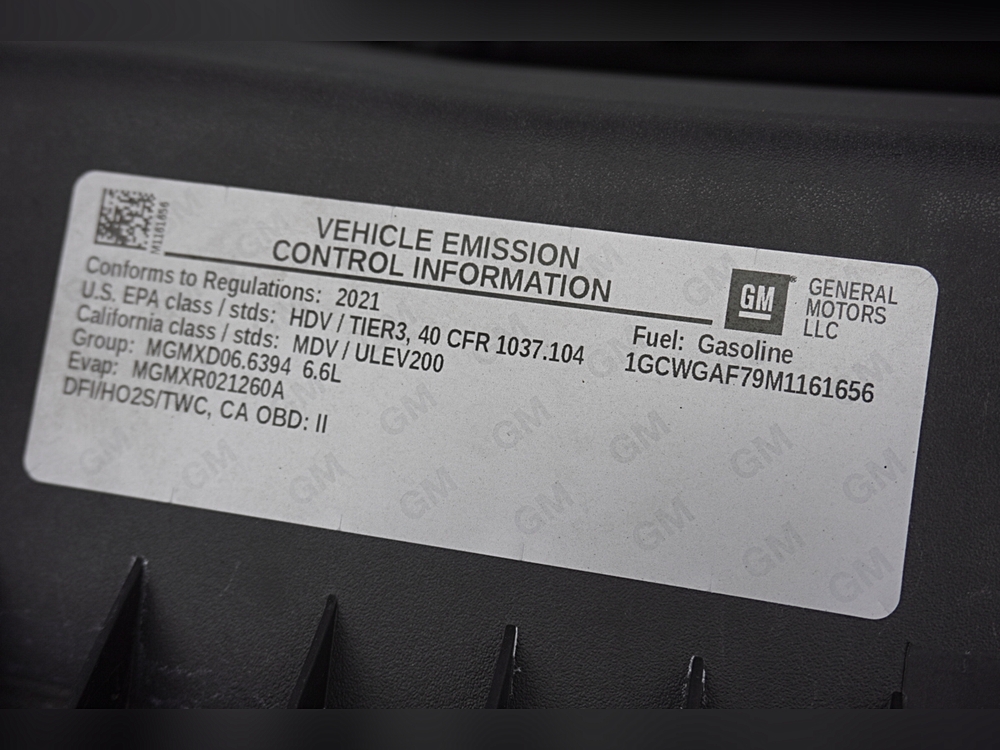 M1161656
VEHICLE EMISSION
CONTROL INFORMATION
GM
GENERAL
MOTORS
LLC
Conforms to Regulations: 2021
U.S. EPA class / stds: HDV / TIER3, 40 CFR 1037.104
California class / stds: MDV / ULEV200
Group: MGMXD06.6394 6.6L
Evap: MGMXR021260A
DFI/HO2S/TWC, CA OBD: II
Fuel: Gasoline
1GCWGAF79M1161656